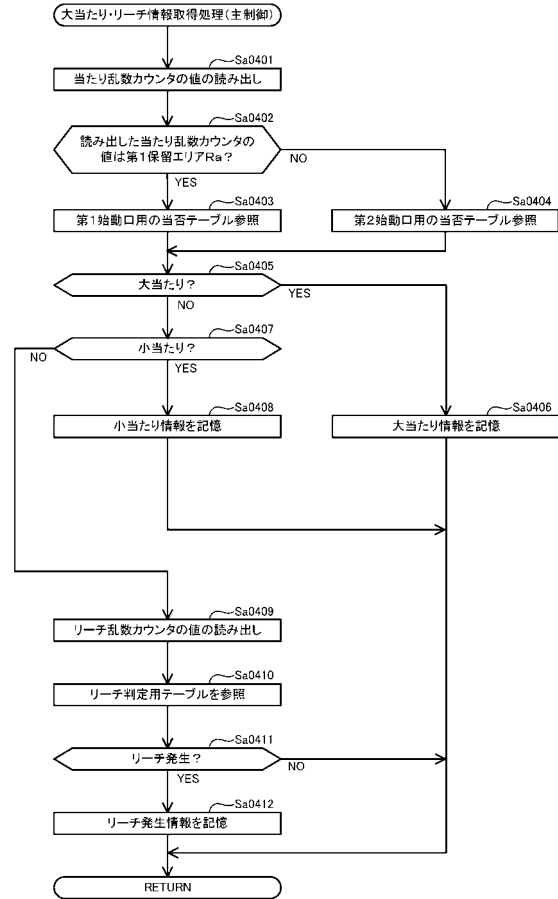 大当たり・リーチ情報取得処理(主制御)
Sa0401
当たり乱数カウンタの値の読み出し
Sa0402
読み出した当たり乱数カウンタの
値は第1保留エリアRa?
NO
YES
Sa0403
Sa0404
第1始動口用の当否テーブル参照
第2始動口用の当否テーブル参照
Sa0405
大当たり?
YES
NO
Sa0407
小当たり?
NO
YES
Sa0408
Sa0406
小当たり情報を記憶
大当たり情報を記憶
Sa0409
リーチ乱数カウンタの値の読み出し
Sa0410
リーチ判定用テーブルを参照
Sa0411
リーチ発生?
NO
YES
Sa0412
リーチ発生情報を記憶
RETURN